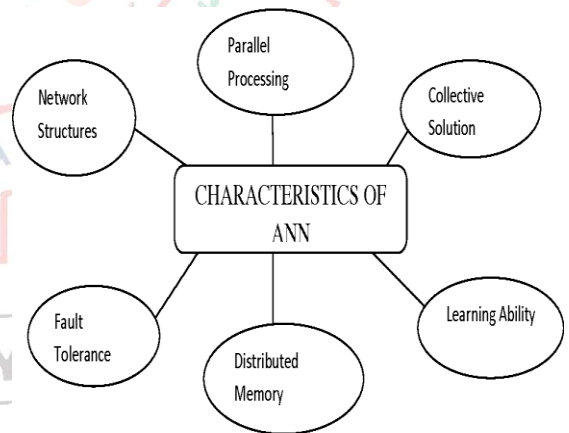 Parallel
Processing
Network
Structures
Collective
Solution
CHARACTERISTICS OF
ANN
Fault
Tolerance
Distributed
Memory
Learning Ability